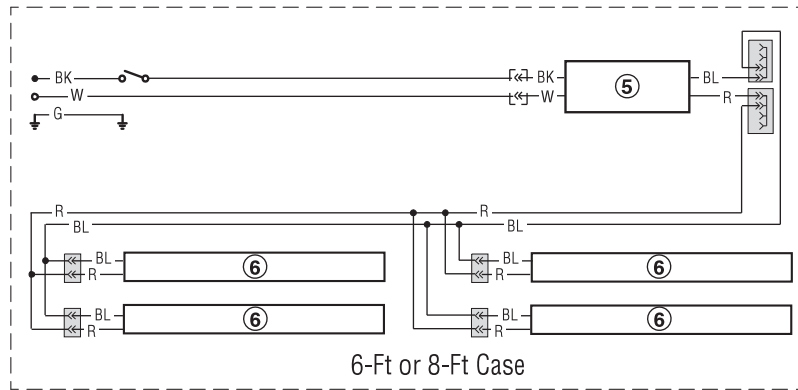 BK BK 5 BL
W W R
G
R R
BL BL
BL 6 BL 6
R R
BL 6 BL 6
R R
6-Ft or 8-Ft Case